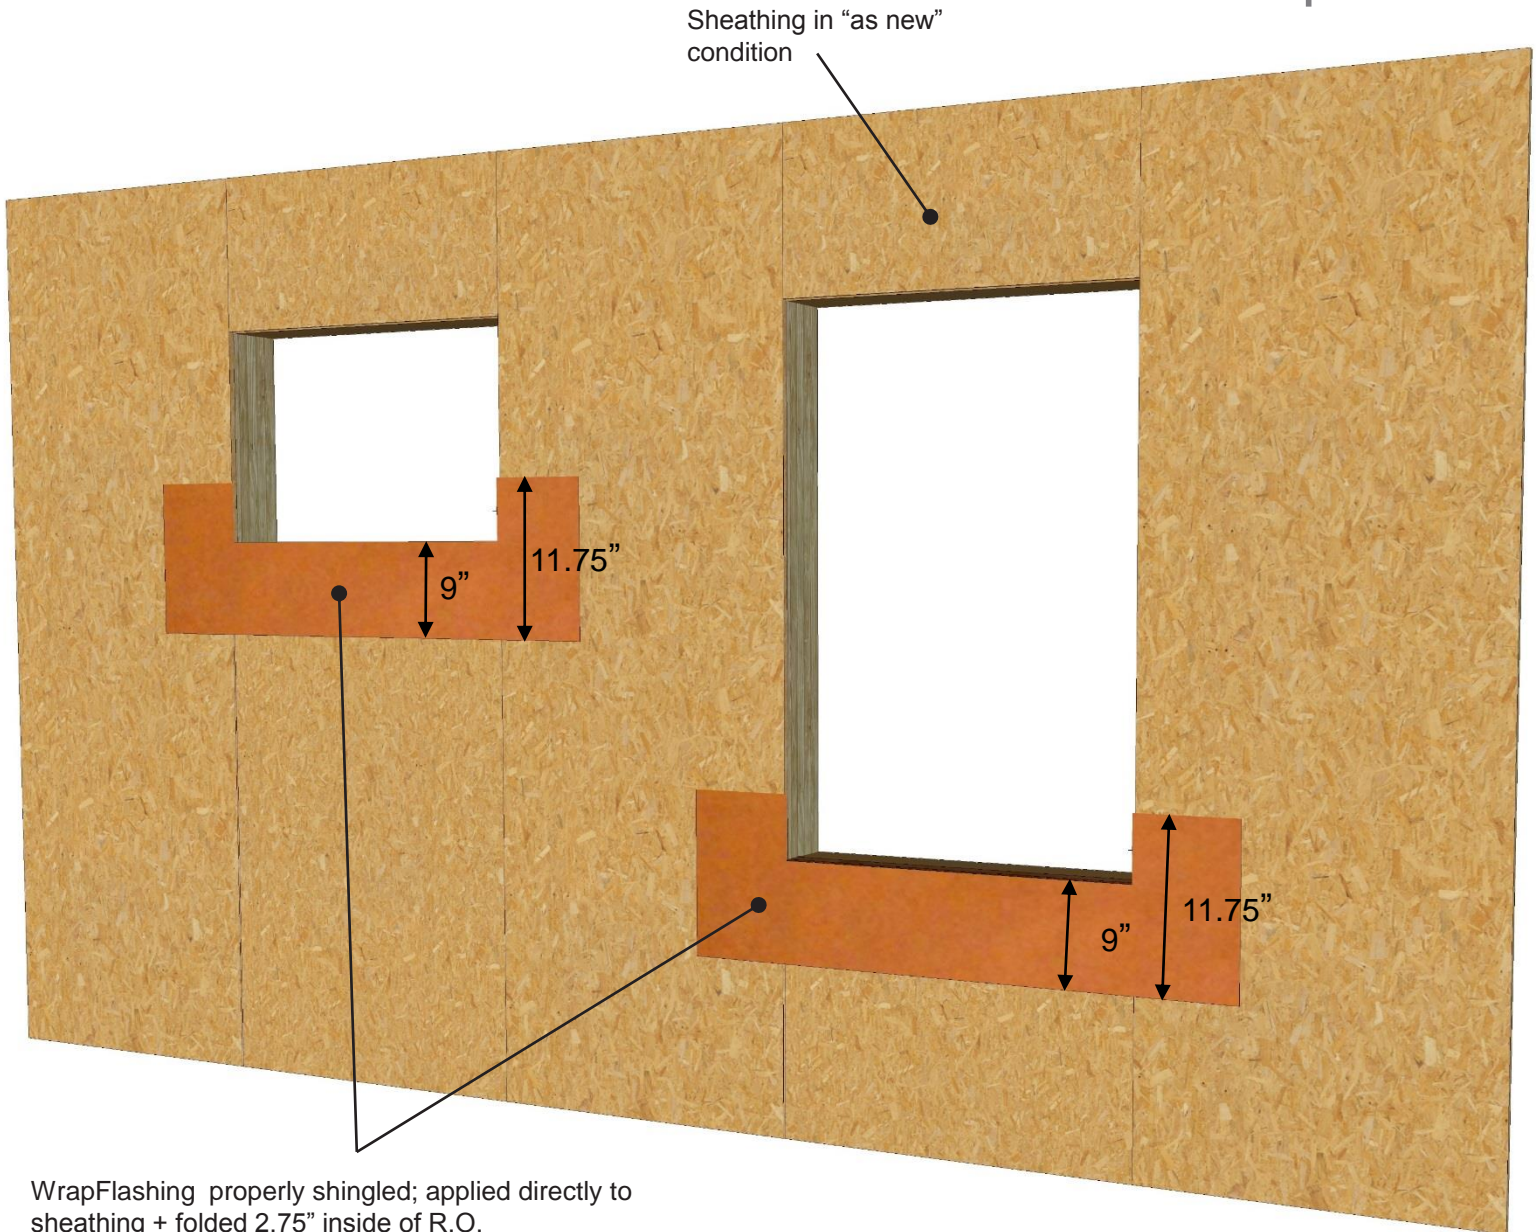 Sheathing in “as new”
condition
11.75”
9”
11.75”
9”
WrapFlashing properly shingled; applied directly to
sheathing + folded 2.75” inside of R.O.